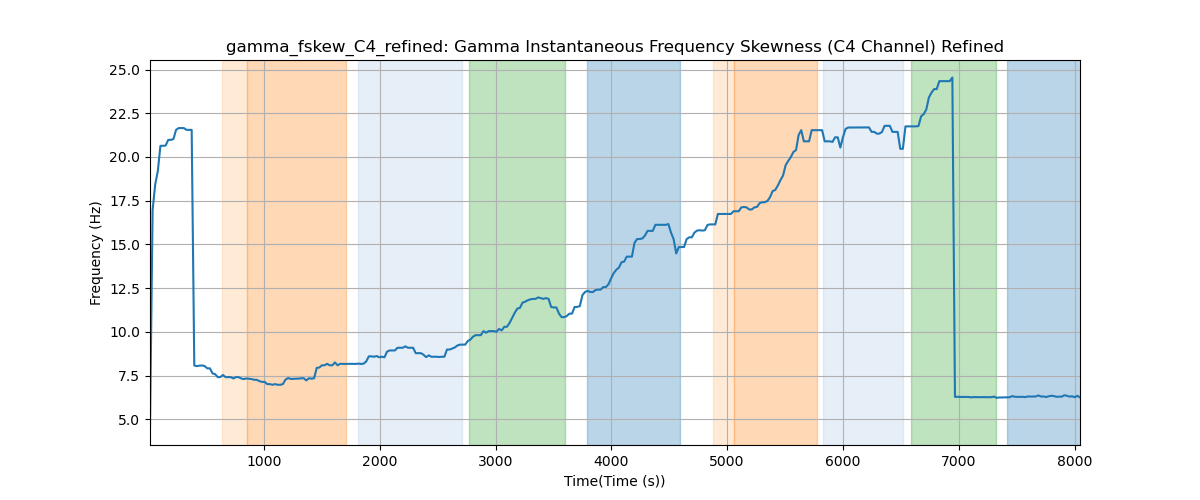 gamma_fskew_C4_refined: Gamma Instantaneous Frequency Skewness (C4 Channel) Refined
25.0
22.5
20.0
17.5
15.0
12.5
10.0
7.5
5.0
Frequency (Hz)
1000 2000 3000 4000 5000 6000 7000 8000
Time(Time (s))